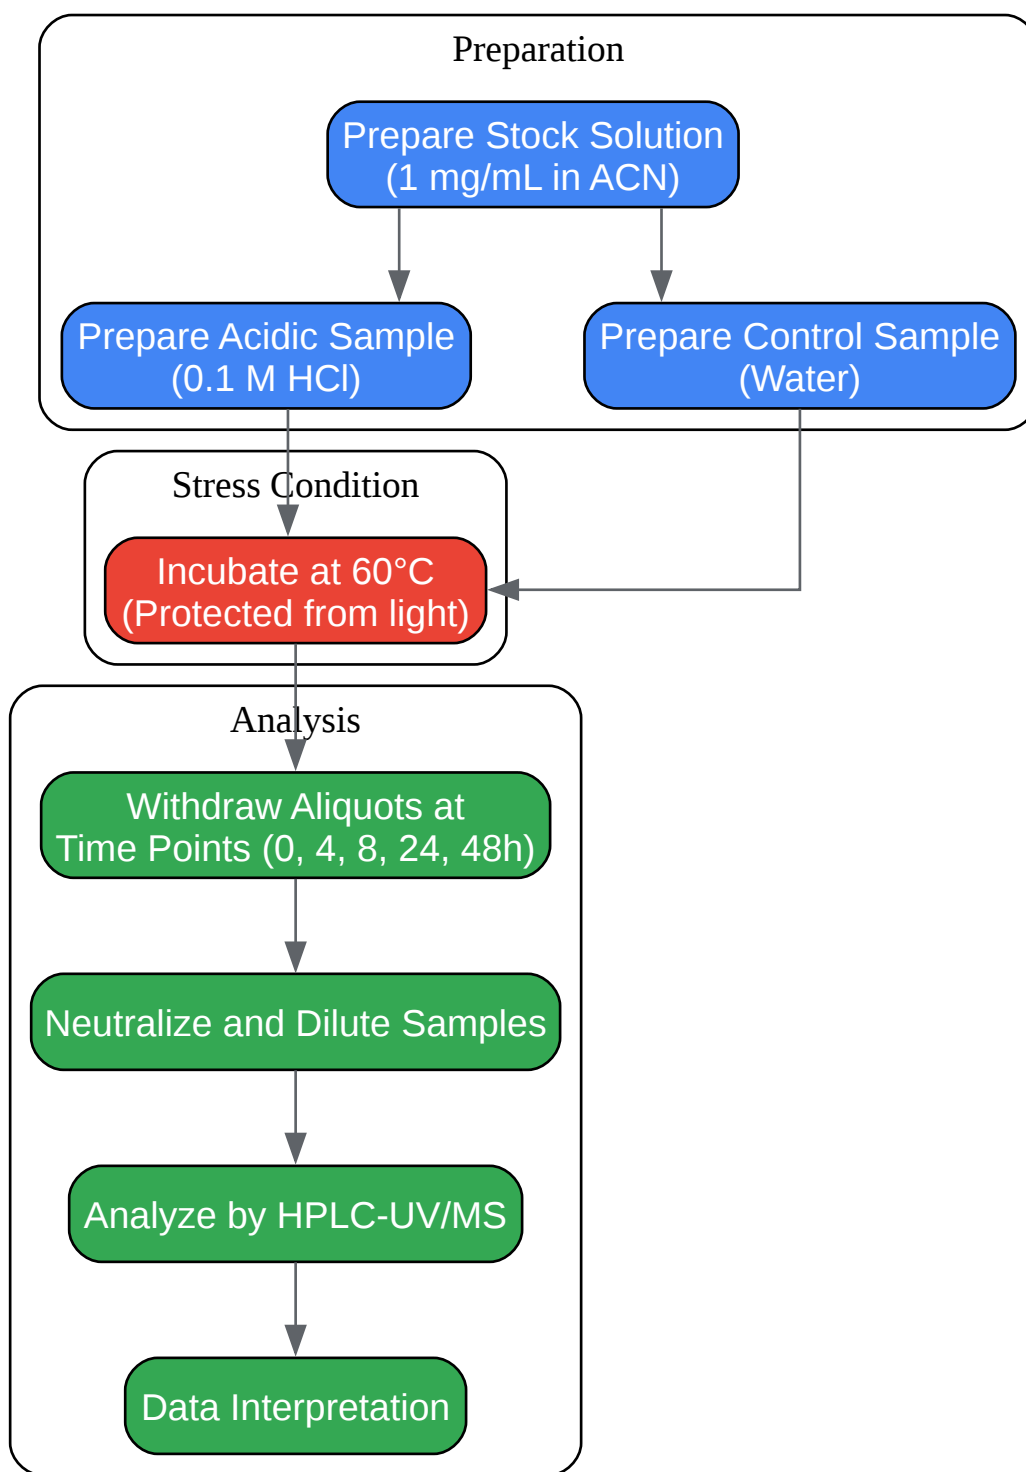 Preparation
Prepare Stock Solution
(1 mg/mL in ACN)
Prepare Acidic Sample
(0.1 M HCl)
Prepare Control Sample
(Water)
Stress Condition
Incubate at 60°C
(Protected from light)
Analysis
Withdraw Aliquots at
Time Points (0, 4, 8, 24, 48h)
Neutralize and Dilute Samples
Analyze by HPLC-UV/MS
Data Interpretation